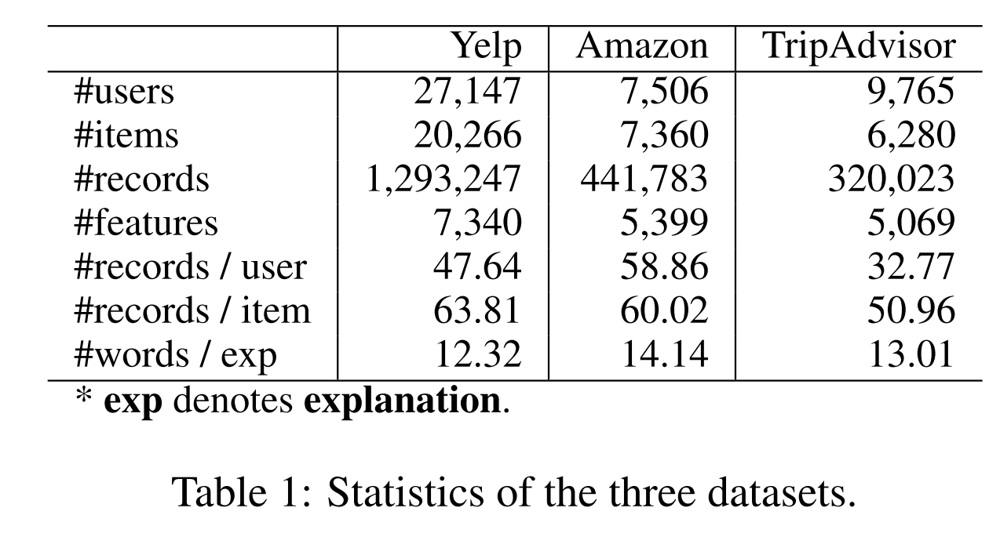 Yelp Amazon TripAdvisor
#users 27,147 7,506 9,765
#items 20,266 7,360 6,280
#records 1,293,247 441,783 320,023
#features 7,340 5,399 5,069
#records / user 47.64 58.86 32.77
#records / item 63.81 60.02 50.96
#words / exp 12.32 14.14 13.01
* exp denotes explanation.
Table 1: Statistics of the three datasets.